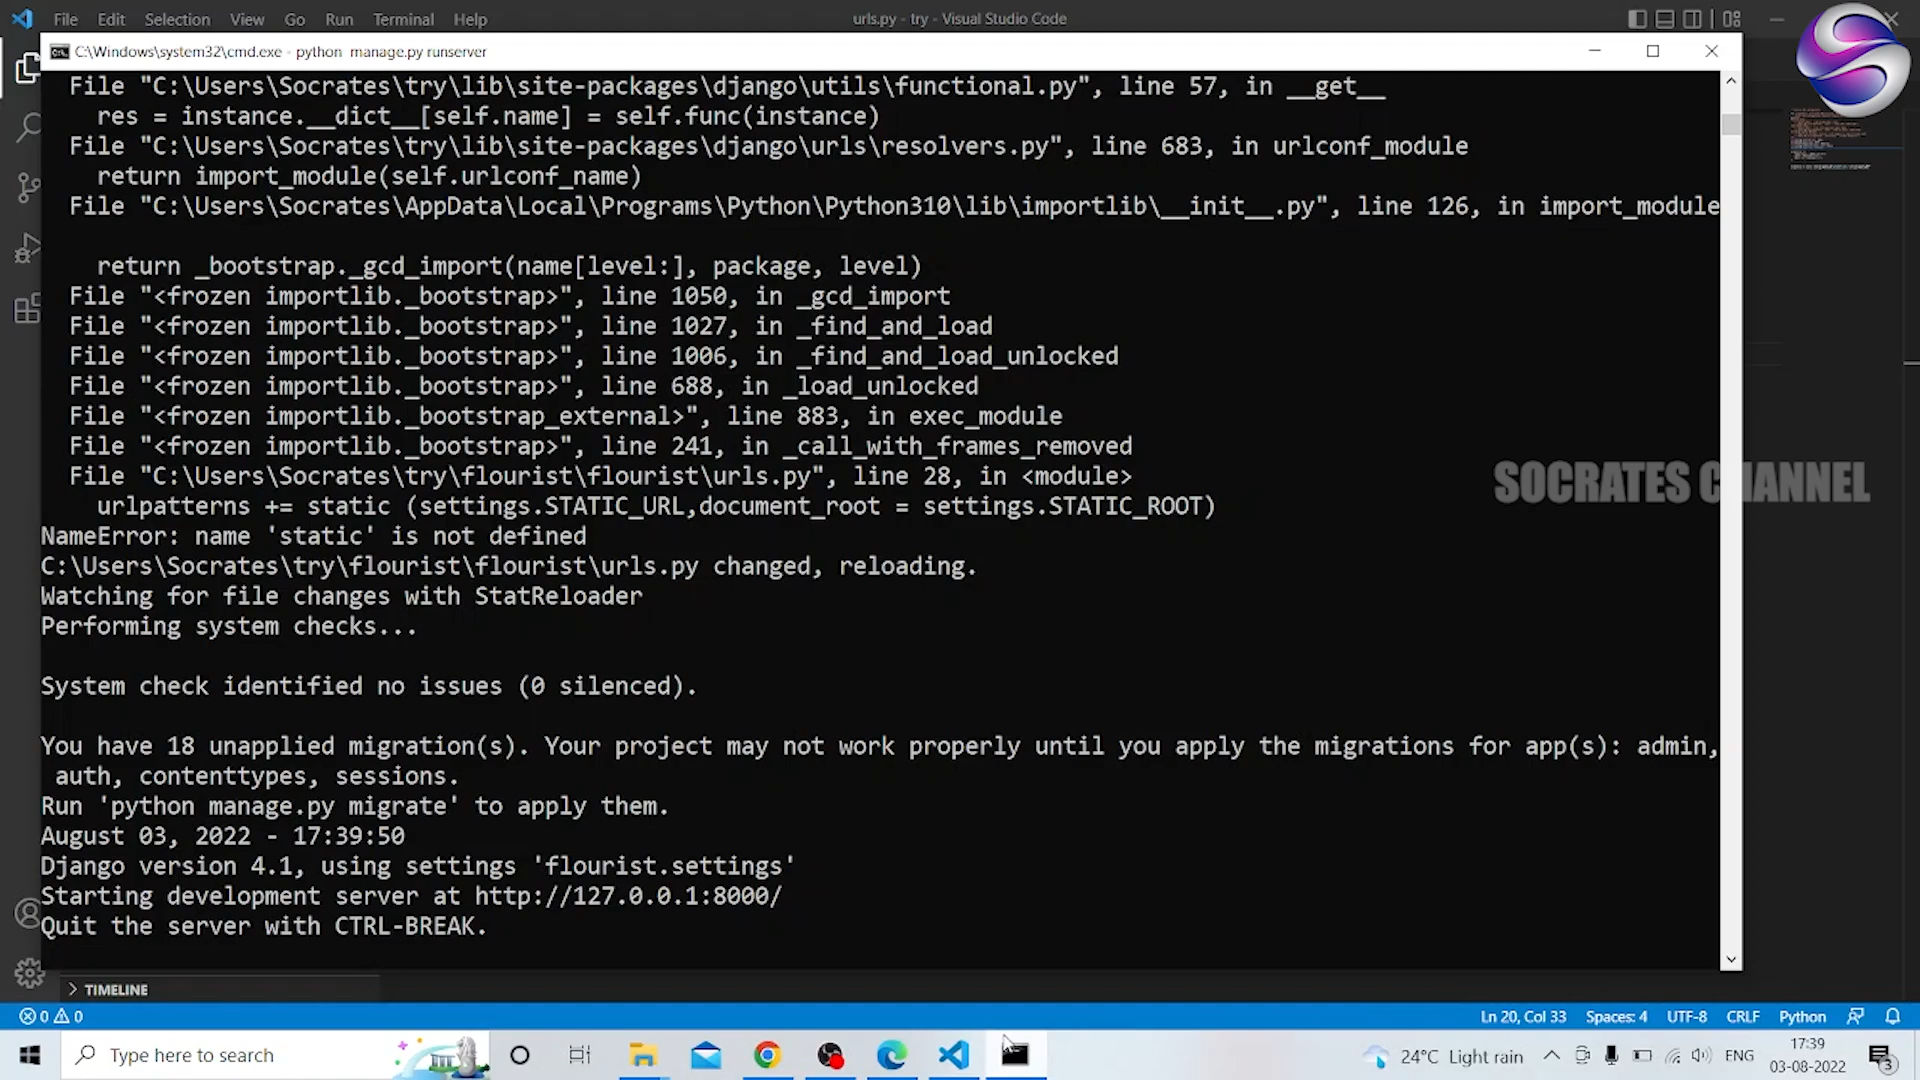 File Edit Selection View Go Run Terminal Help urls.py - try - Visual Studio Code
C:\Windows\system32\cmd.exe - python manage.py runserver
File "C:\Users\Socrates\try\lib\site-packages\django\utils\functional.py", line 57, in __get__
res = instance.__dict__[self.name] = self.func(instance)
File "C:\Users\Socrates\try\lib\site-packages\django\urls\resolvers.py", line 683, in urlconf_module
return import_module(self.urlconf_name)
File "C:\Users\Socrates\AppData\Local\Programs\Python\Python310\lib\importlib\__init__.py", line 126, in import_module
return _bootstrap._gcd_import(name[level:], package, level)
File "<frozen importlib._bootstrap>", line 1050, in _gcd_import
File "<frozen importlib._bootstrap>", line 1027, in _find_and_load
File "<frozen importlib._bootstrap>", line 1006, in _find_and_load_unlocked
File "<frozen importlib._bootstrap>", line 688, in _load_unlocked
File "<frozen importlib._bootstrap_external>", line 883, in exec_module
File "<frozen importlib._bootstrap>", line 241, in _call_with_frames_removed
File "C:\Users\Socrates\try\flourist\flourist\urls.py", line 28, in <module>
urlpatterns += static (settings.STATIC_URL,document_root = settings.STATIC_ROOT)
NameError: name 'static' is not defined
C:\Users\Socrates\try\flourist\flourist\urls.py changed, reloading.
Watching for file changes with StatReloader
Performing system checks...
System check identified no issues (0 silenced).
You have 18 unapplied migration(s). Your project may not work properly until you apply the migrations for app(s): admin,
auth, contenttypes, sessions.
Run 'python manage.py migrate' to apply them.
August 03, 2022 - 17:39:50
Django version 4.1, using settings 'flourist.settings'
Starting development server at http://127.0.0.1:8000/
Quit the server with CTRL-BREAK.
SOCRATES CHANNEL
TIMELINE
0 0 Ln 20, Col 33 Spaces: 4 UTF-8 CRLF Python
Type here to search 24°C Light rain ENG 17:39
03-08-2022 3